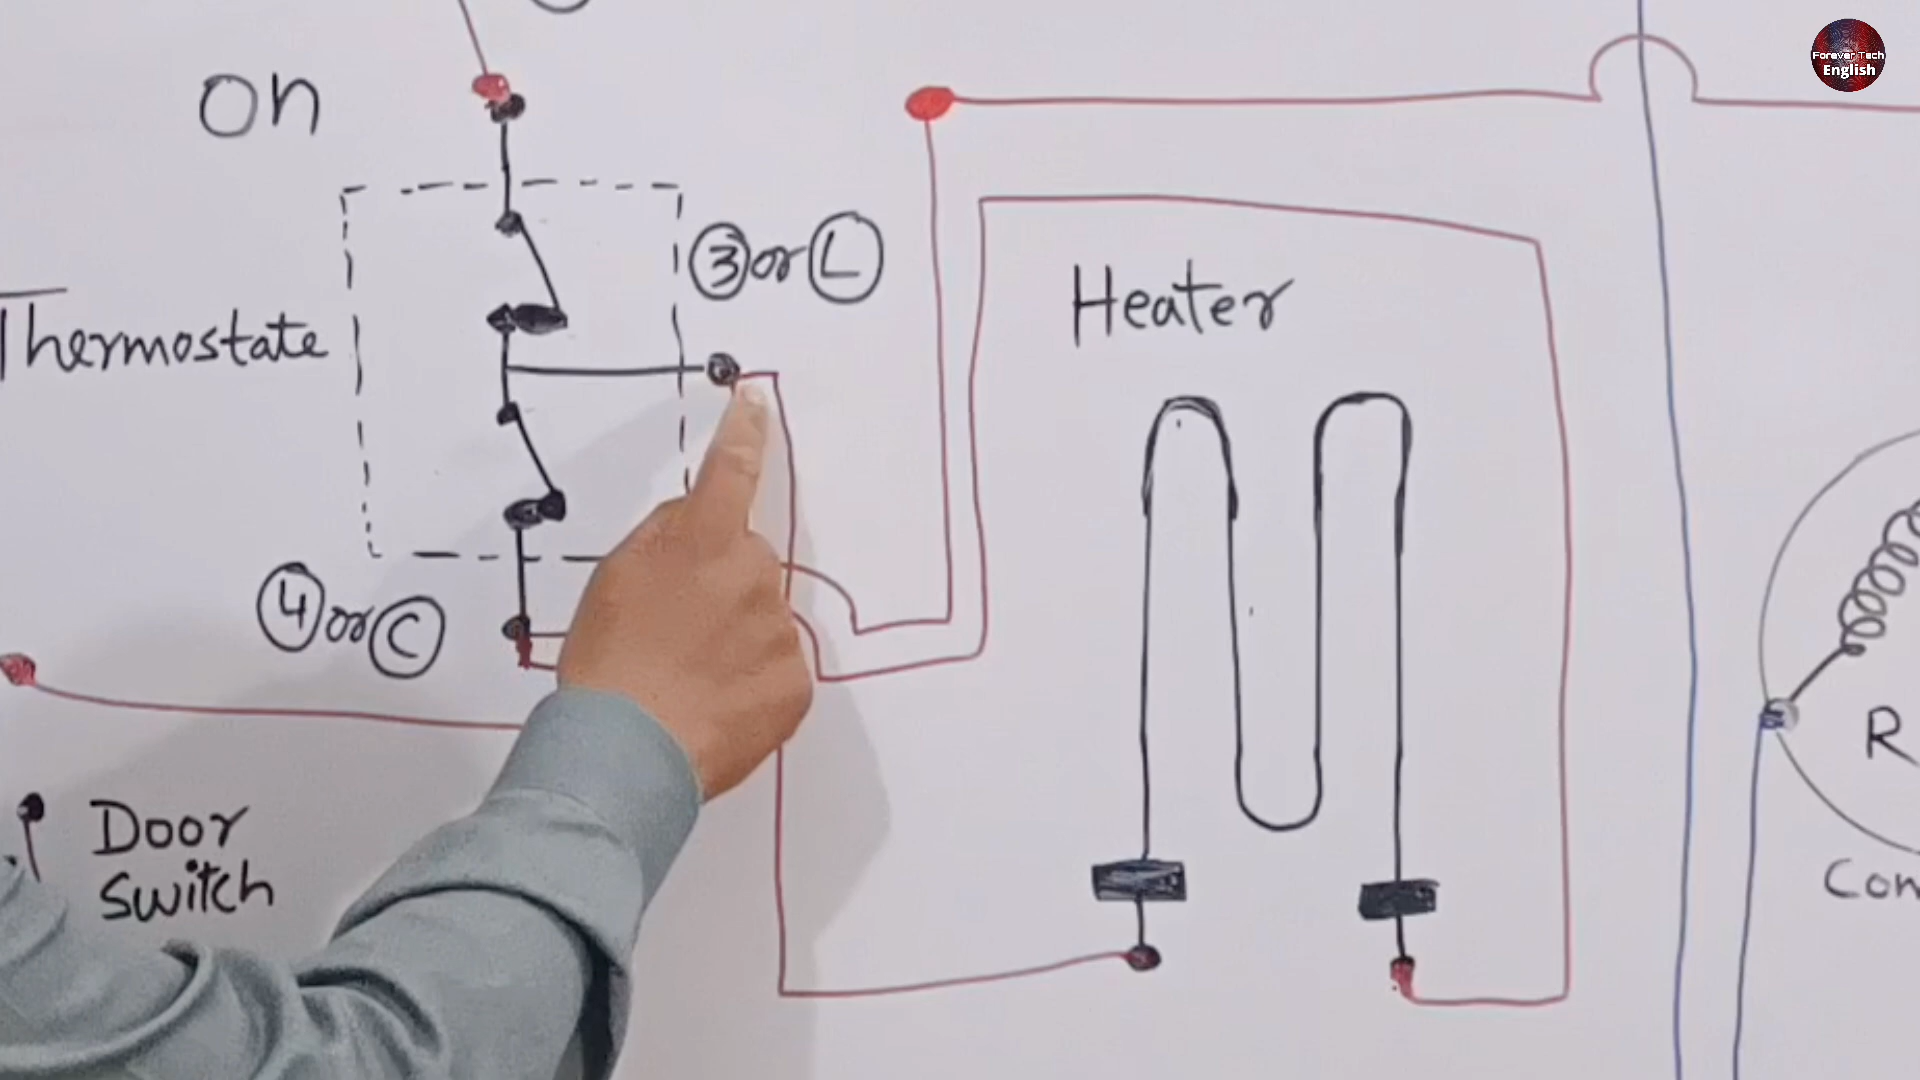 Forever Tech
English
On
3 or L
Heater
Thermostate
4 or C
R
Door
Switch
Con